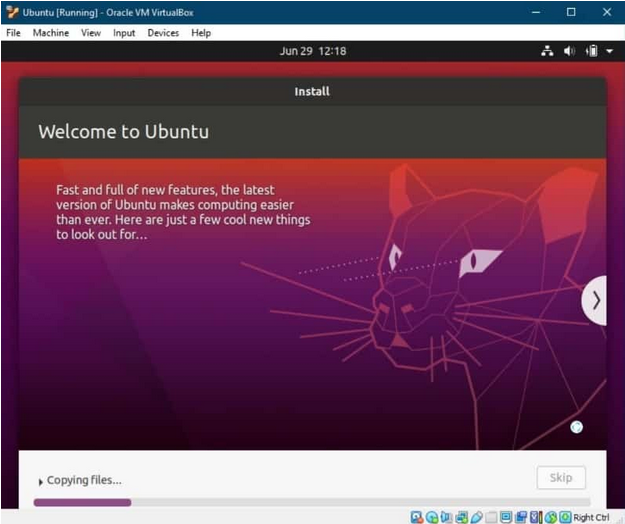 Ubuntu [Running] - Oracle VM VirtualBox
File Machine View Input Devices Help
Jun 29 12:18
Install
Welcome to Ubuntu
Fast and full of new features, the latest
version of Ubuntu makes computing easier
than ever. Here are just a few cool new things
to look out for...
Copying files...
Skip
Right Ctrl